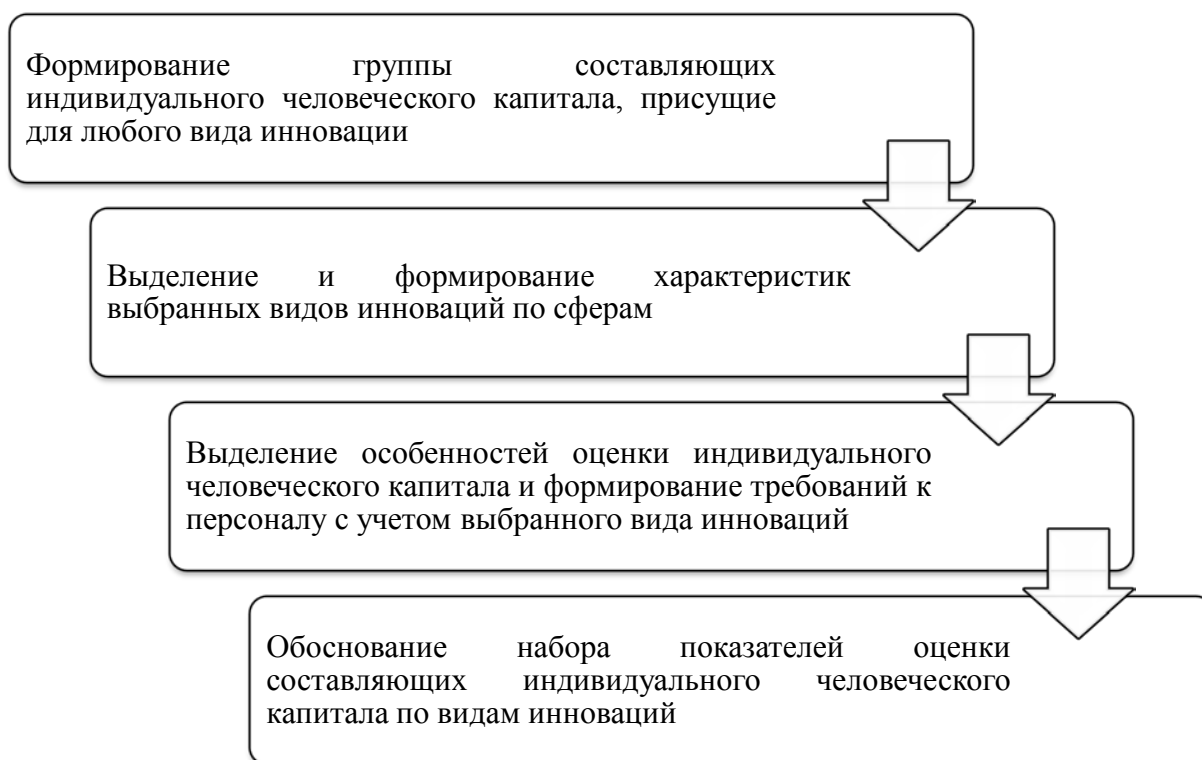 Формирование группы составляющих
индивидуального человеческого капитала, присущие
для любого вида инновации
Выделение и формирование характеристик
выбранных видов инноваций по сферам
Выделение особенностей оценки индивидуального
человеческого капитала и формирование требований к
персоналу с учетом выбранного вида инноваций
Обоснование набора показателей оценки
составляющих индивидуального человеческого
капитала по видам инноваций